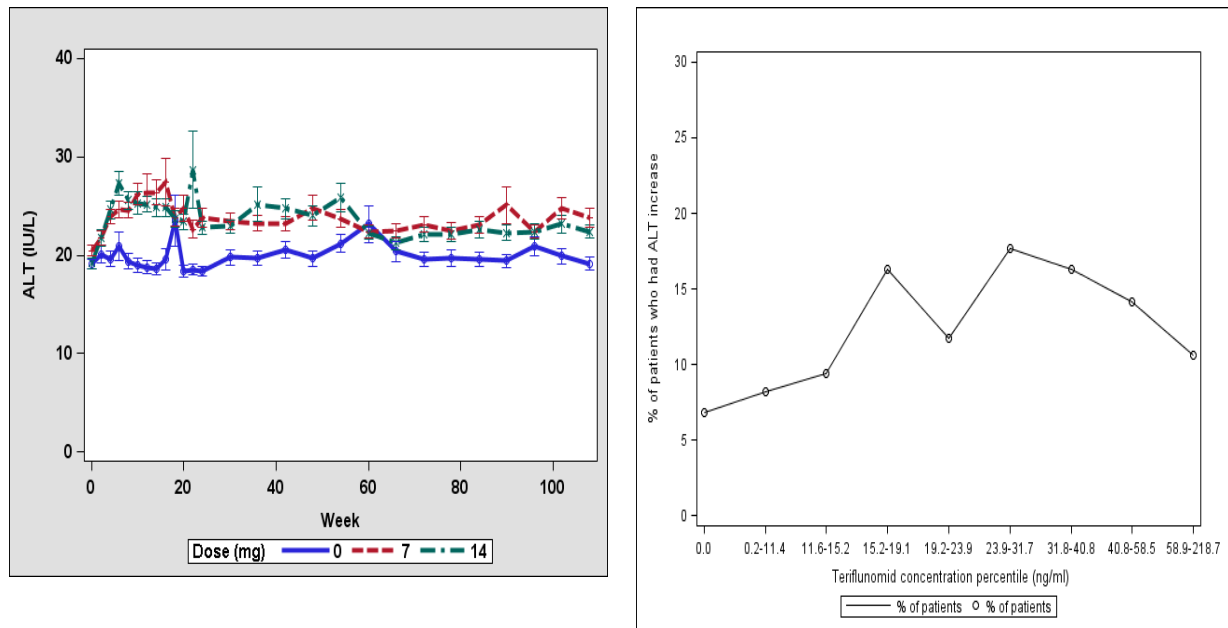 40
30
20
10
0
ALT (IU/L)
0 20 40 60 80 100
Week
Dose (mg) 0 7 14
30
25
20
15
10
5
0
% of patients who had ALT increase
0.0 0.2-11.4 11.6-15.2 15.2-19.1 19.2-23.9 23.9-31.7 31.8-40.8 40.8-58.5 58.9-218.7
Teriflunomid concentration percentile (ng/ml)
% of patients % of patients